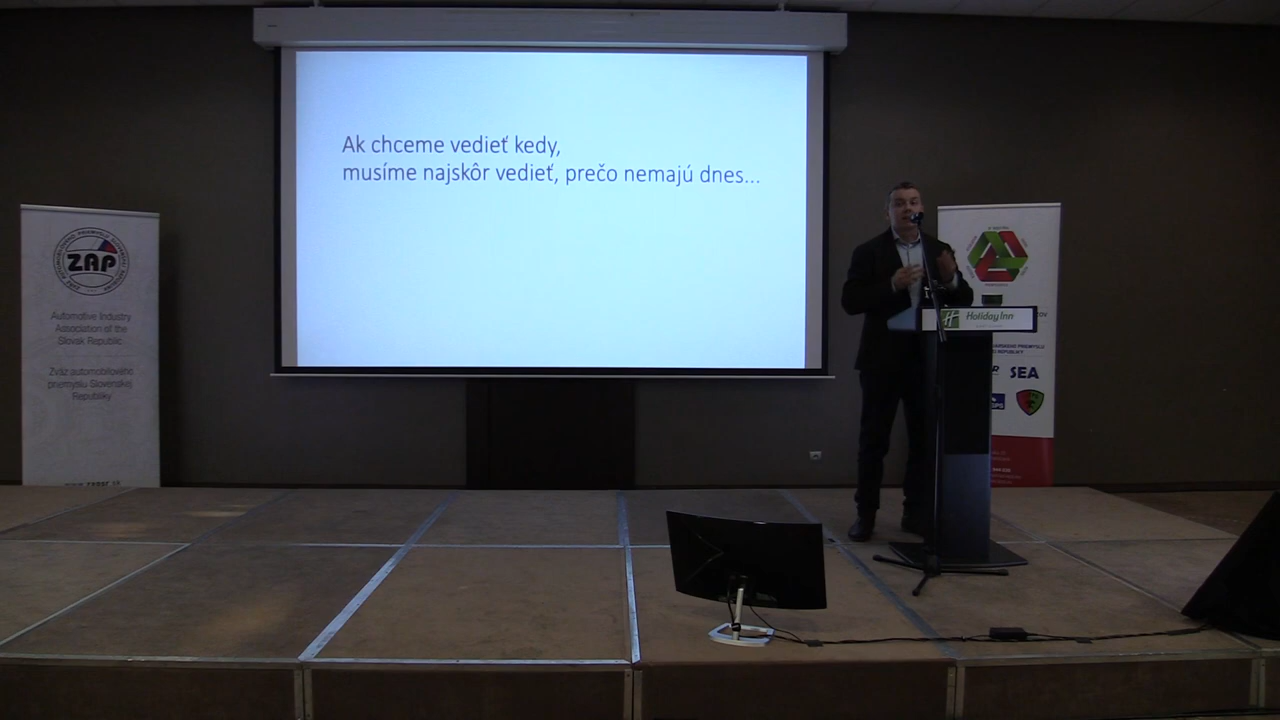 Ak chceme vedieť kedy,
musíme najskôr vedieť, prečo nemajú dnes...
ZAP
Automotive Industry
Association of the
Slovak Republic
Zväz automobilového
priemyslu Slovenskej
Republiky
Holiday Inn
SEA